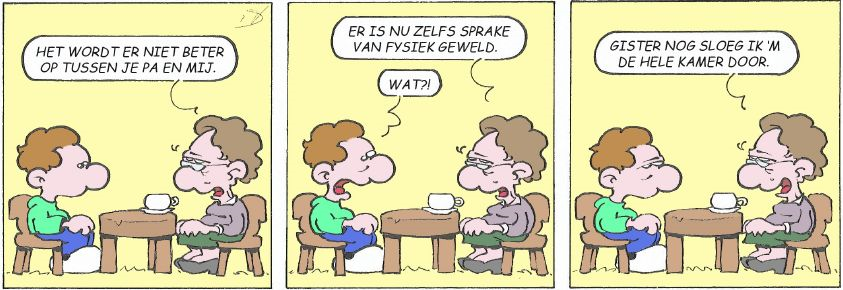 HET WORDT ER NIET BETER
OP TUSSEN JE PA EN MIJ.
ER IS NU ZELFS SPRAKE
VAN FYSIEK GEWELD.
WAT?!
GISTER NOG SLOEG IK 'M
DE HELE KAMER DOOR.